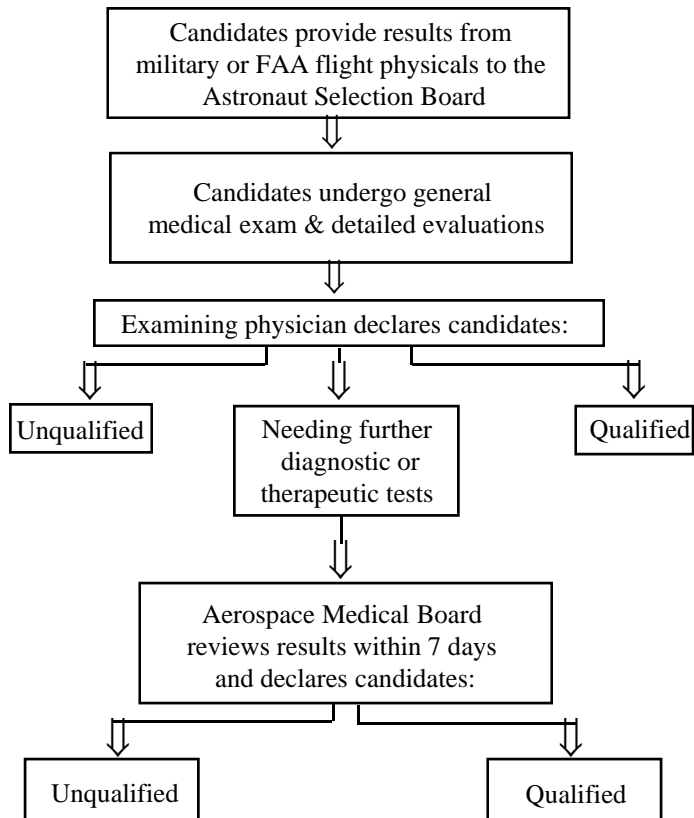 Candidates provide results from
military or FAA flight physicals to the
Astronaut Selection Board
Candidates undergo general
medical exam & detailed evaluations
Examining physician declares candidates:
Unqualified
Needing further
diagnostic or
therapeutic tests
Qualified
Aerospace Medical Board
reviews results within 7 days
and declares candidates:
Unqualified
Qualified